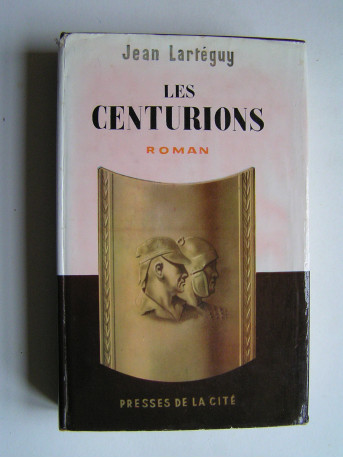 Jean Lartéguy
LES
CENTURIONS
ROMAN
PRESSES DE LA CITÉ